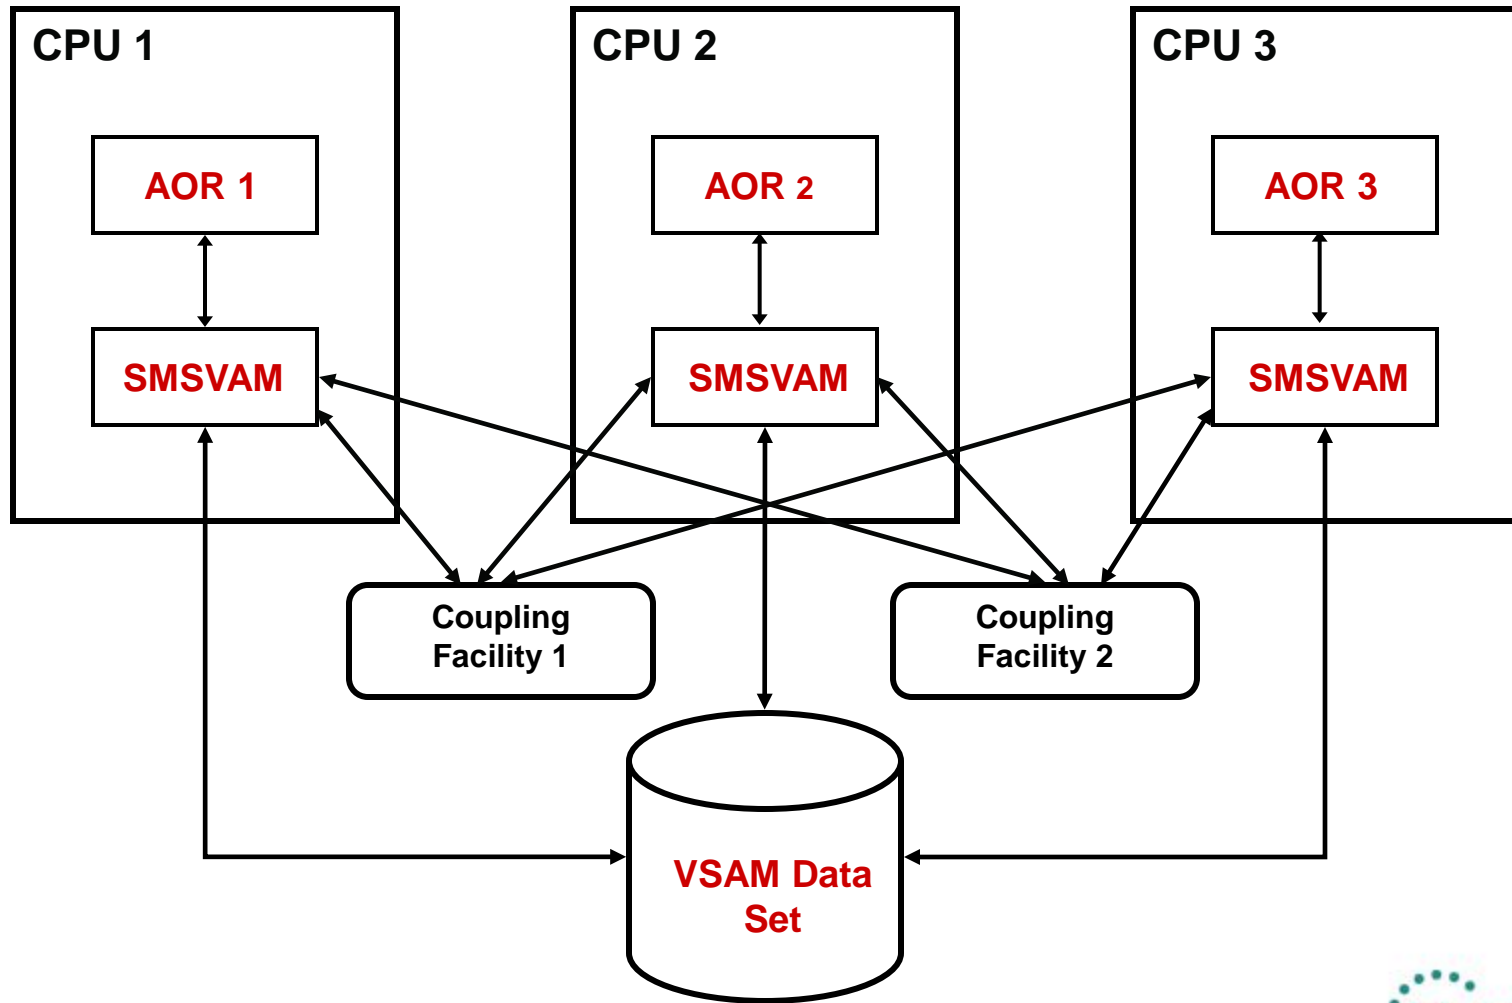 CPU 1
CPU 2
CPU 3
AOR 1
AOR 2
AOR 3
SMSVAM
SMSVAM
SMSVAM
Coupling
Facility 1
Coupling
Facility 2
VSAM Data
Set